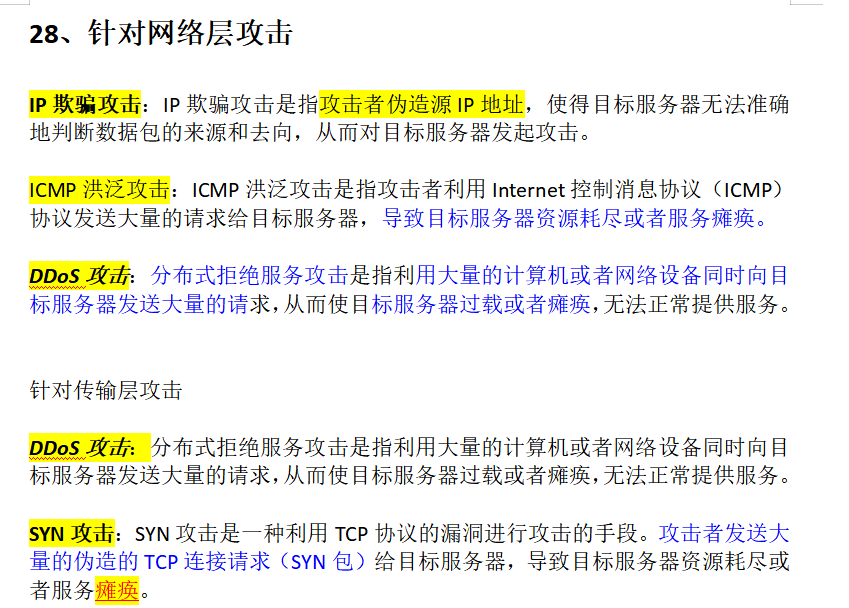 28、针对网络层攻击
IP 欺骗攻击：IP 欺骗攻击是指攻击者伪造源 IP 地址，使得目标服务器无法准确
地判断数据包的来源和去向，从而对目标服务器发起攻击。
ICMP 洪泛攻击：ICMP 洪泛攻击是指攻击者利用 Internet 控制消息协议（ICMP）
协议发送大量的请求给目标服务器，导致目标服务器资源耗尽或者服务瘫痪。
DDoS 攻击：分布式拒绝服务攻击是指利用大量的计算机或者网络设备同时向目
标服务器发送大量的请求，从而使目标服务器过载或者瘫痪，无法正常提供服务。
针对传输层攻击
DDoS 攻击：分布式拒绝服务攻击是指利用大量的计算机或者网络设备同时向目
标服务器发送大量的请求，从而使目标服务器过载或者瘫痪，无法正常提供服务。
SYN 攻击：SYN 攻击是一种利用 TCP 协议的漏洞进行攻击的手段。攻击者发送大
量的伪造的 TCP 连接请求（SYN 包）给目标服务器，导致目标服务器资源耗尽或
者服务瘫痪。